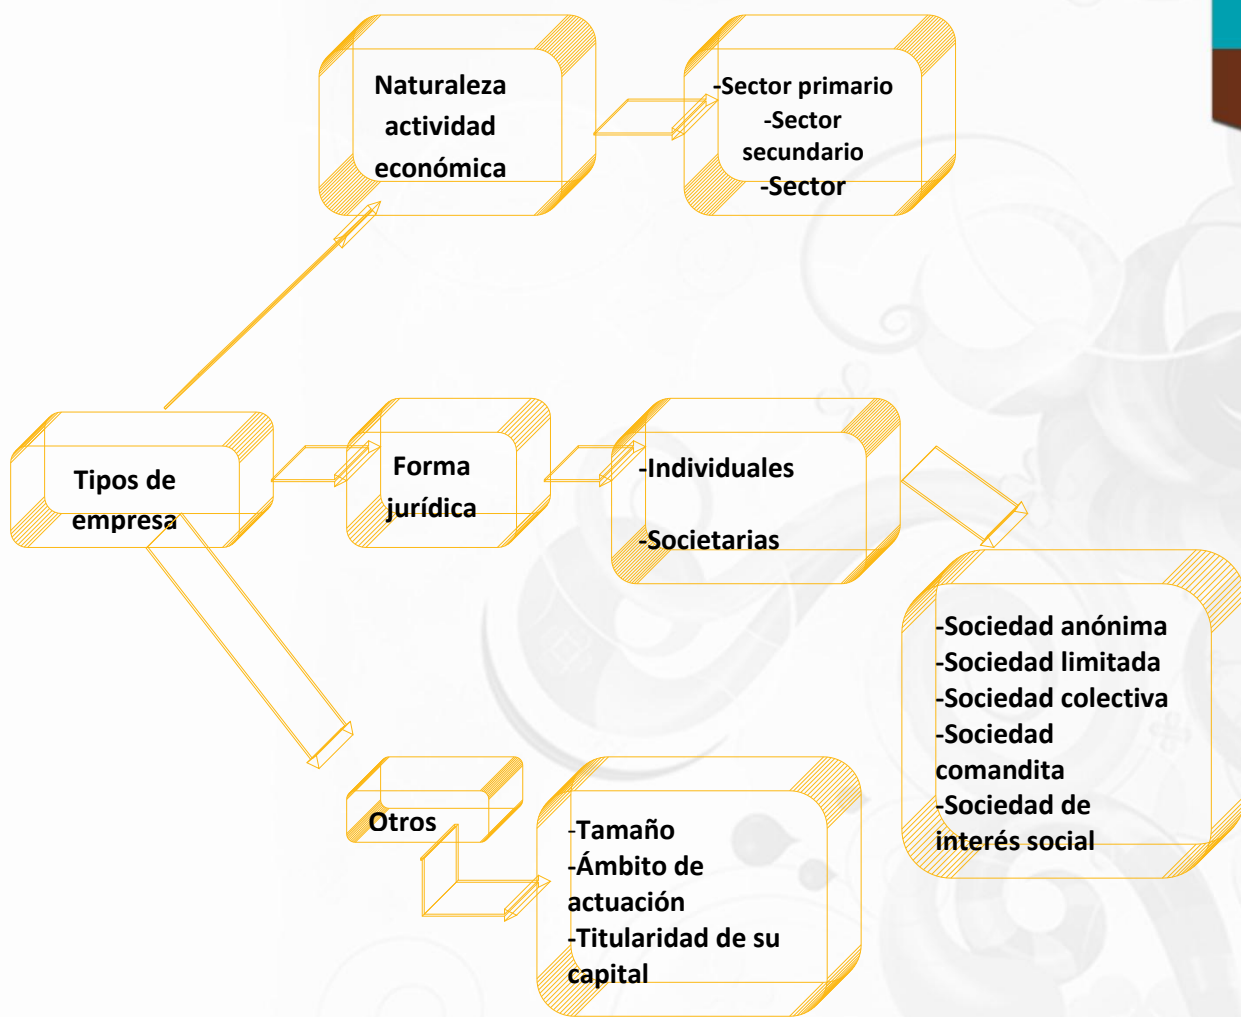 Naturaleza
actividad
económica
-Sector primario
-Sector
secundario
-Sector
Tipos de
empresa
Forma
jurídica
-Individuales
-Societarias
-Sociedad anónima
-Sociedad limitada
-Sociedad colectiva
-Sociedad
comandita
-Sociedad de
interés social
Otros
-Tamaño
-Ámbito de
actuación
-Titularidad de su
capital